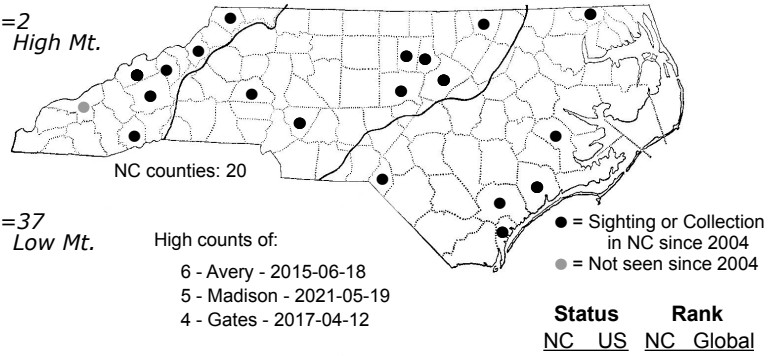 =2
High Mt.
NC counties: 20
=37
Low Mt.
High counts of:
6 - Avery - 2015-06-18
5 - Madison - 2021-05-19
4 - Gates - 2017-04-12
● = Sighting or Collection
in NC since 2004
● = Not seen since 2004
Status Rank
NC US NC Global